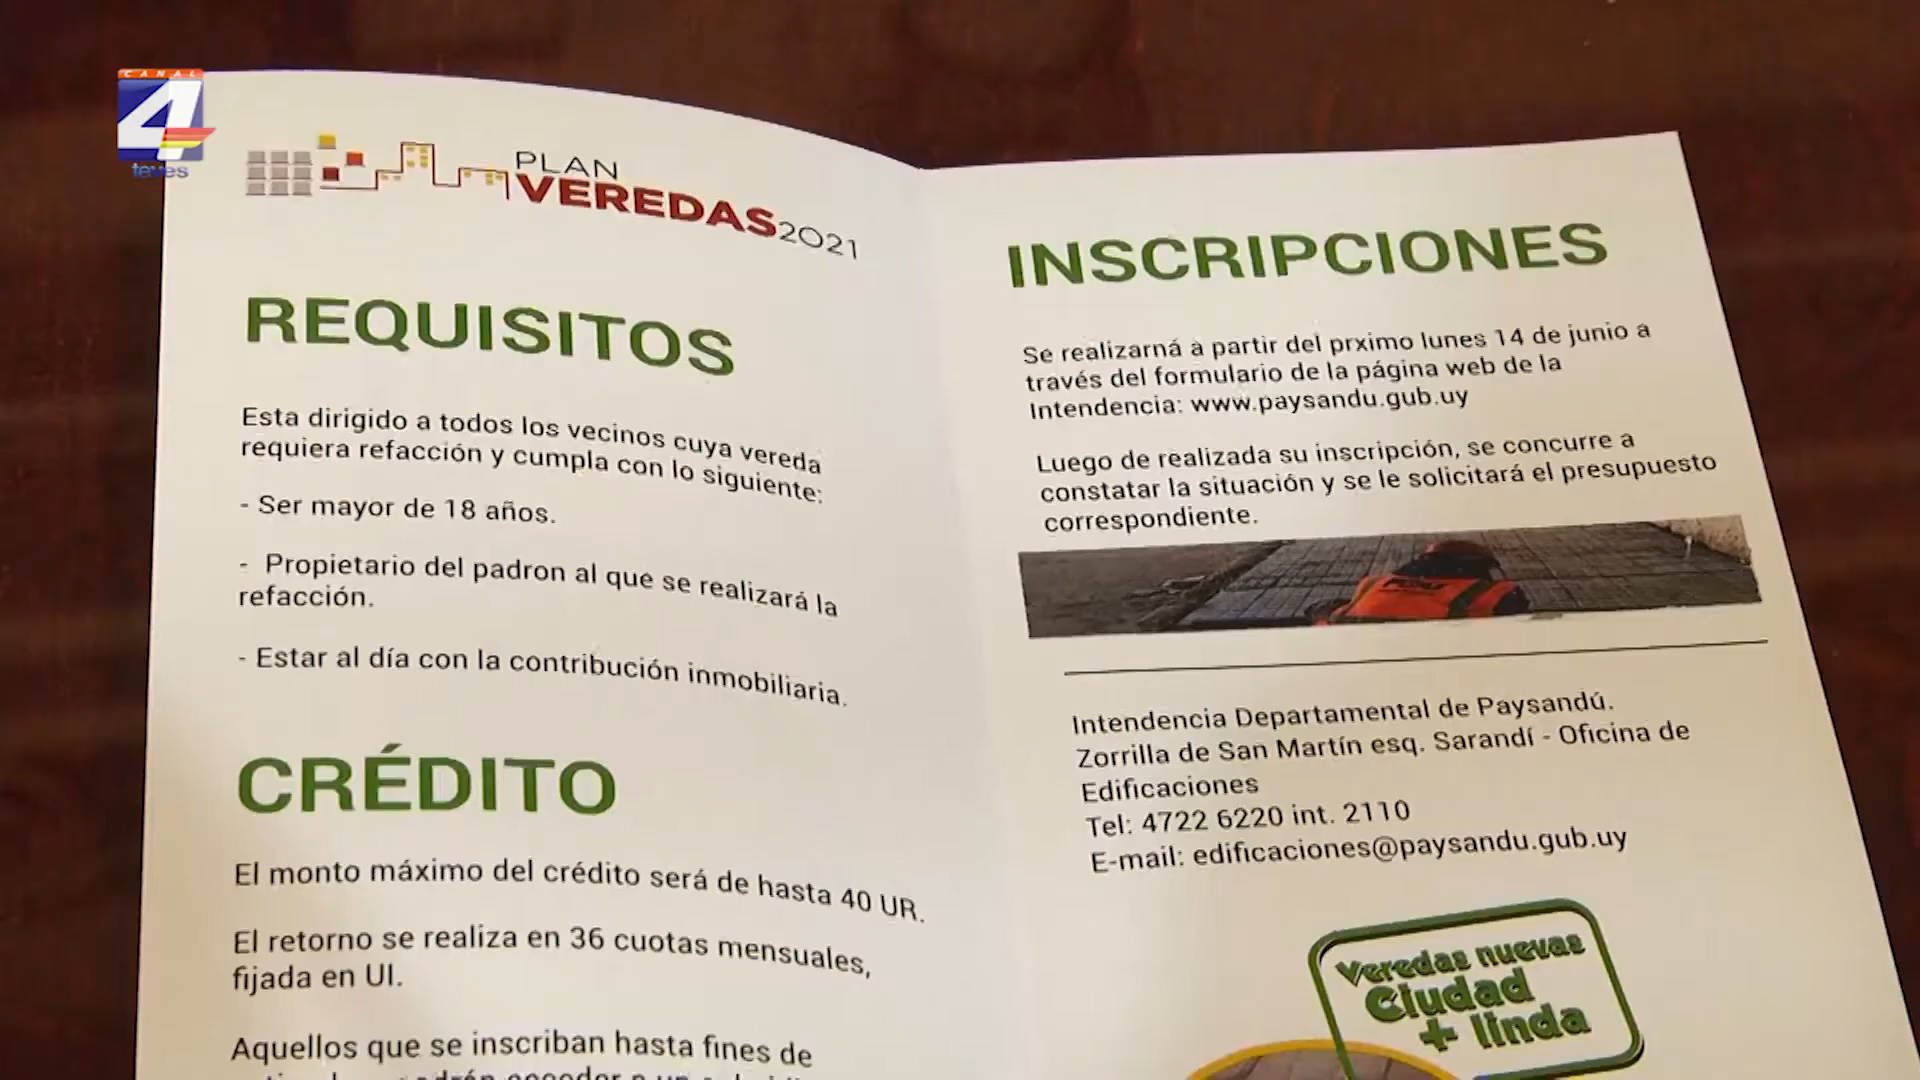 CANAL
4
teves
PLAN
VEREDAS 2021
REQUISITOS
Esta dirigido a todos los vecinos cuya vereda
requiera refacción y cumpla con lo siguiente:
- Ser mayor de 18 años.
- Propietario del padron al que se realizará la
refacción.
- Estar al día con la contribución inmobiliaria.
CRÉDITO
El monto máximo del crédito será de hasta 40 UR.
El retorno se realiza en 36 cuotas mensuales,
fijada en UI.
Aquellos que se inscriban hasta fines de
INSCRIPCIONES
Se realizarná a partir del prximo lunes 14 de junio a
través del formulario de la página web de la
Intendencia: www.paysandu.gub.uy
Luego de realizada su inscripción, se concurre a
constatar la situación y se le solicitará el presupuesto
correspondiente.
Intendencia Departamental de Paysandú.
Zorrilla de San Martín esq. Sarandí - Oficina de
Edificaciones
Tel: 4722 6220 int. 2110
E-mail: edificaciones@paysandu.gub.uy
Veredas nuevas
Ciudad
+ linda